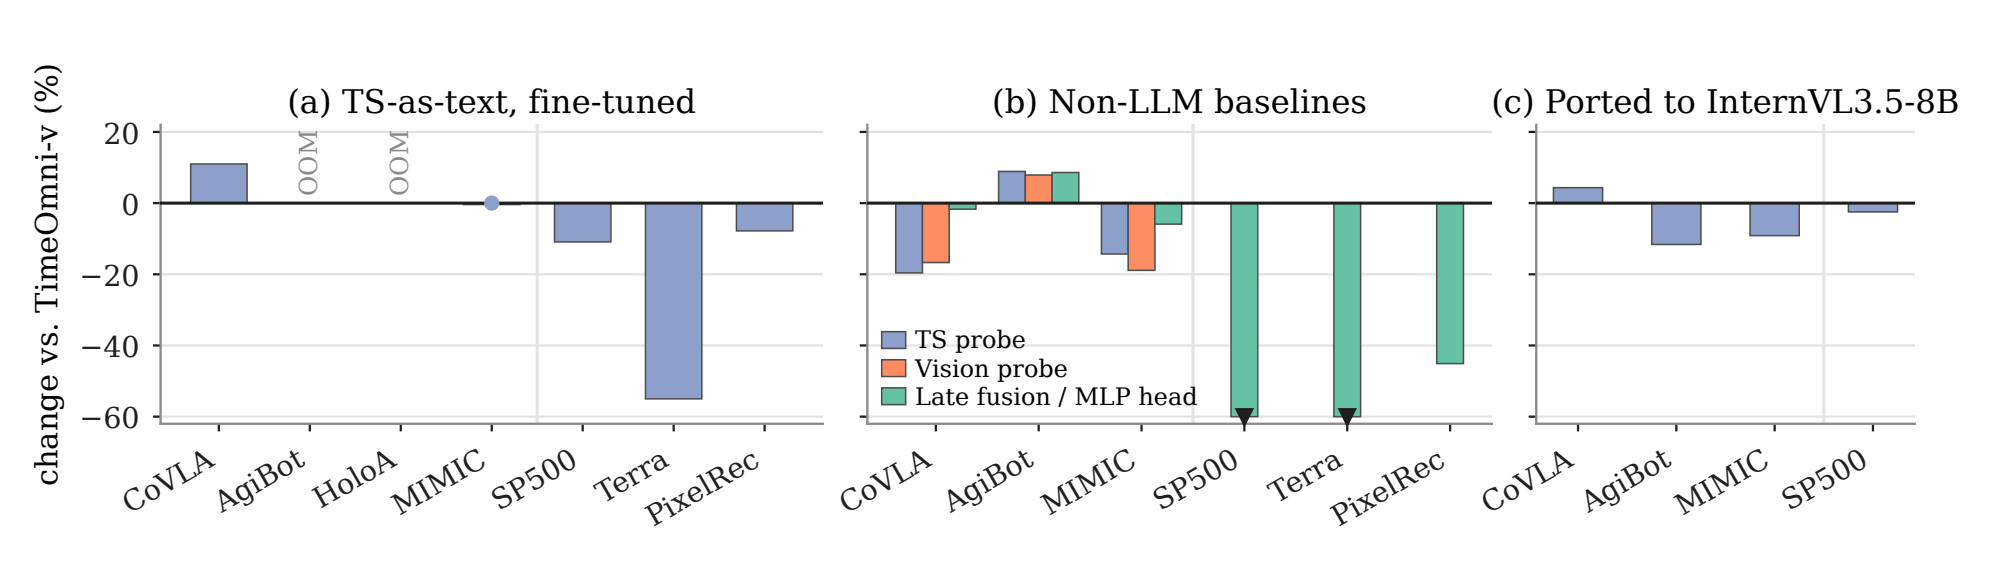 (a) TS-as-text, fine-tuned
change vs. TimeOmni-v (%)
20
0
−20
−40
−60
OOM
OOM
CoVLA
AgiBot
HoloA
MIMIC
SP500
Terra
PixelRec
(b) Non-LLM baselines
TS probe
Vision probe
Late fusion / MLP head
CoVLA
AgiBot
MIMIC
SP500
Terra
PixelRec
(c) Ported to InternVL3.5-8B
CoVLA
AgiBot
MIMIC
SP500